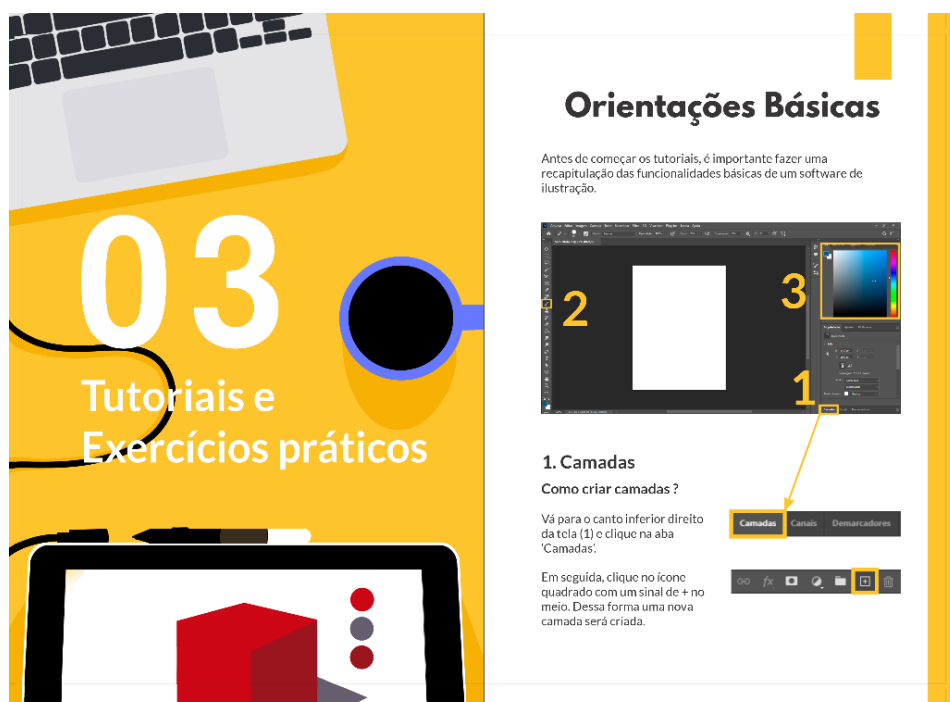 03
Tutoriais e
Exercícios práticos
Orientações Básicas
Antes de começar os tutoriais, é importante fazer uma
recapitulação das funcionalidades básicas de um software de
ilustração.
2
3
1
1. Camadas
Como criar camadas ?
Vá para o canto inferior direito
da tela (1) e clique na aba
'Camadas'.
Camadas Canais Demarcadores
Em seguida, clique no ícone
quadrado com um sinal de + no
meio. Dessa forma uma nova
camada será criada.
fx